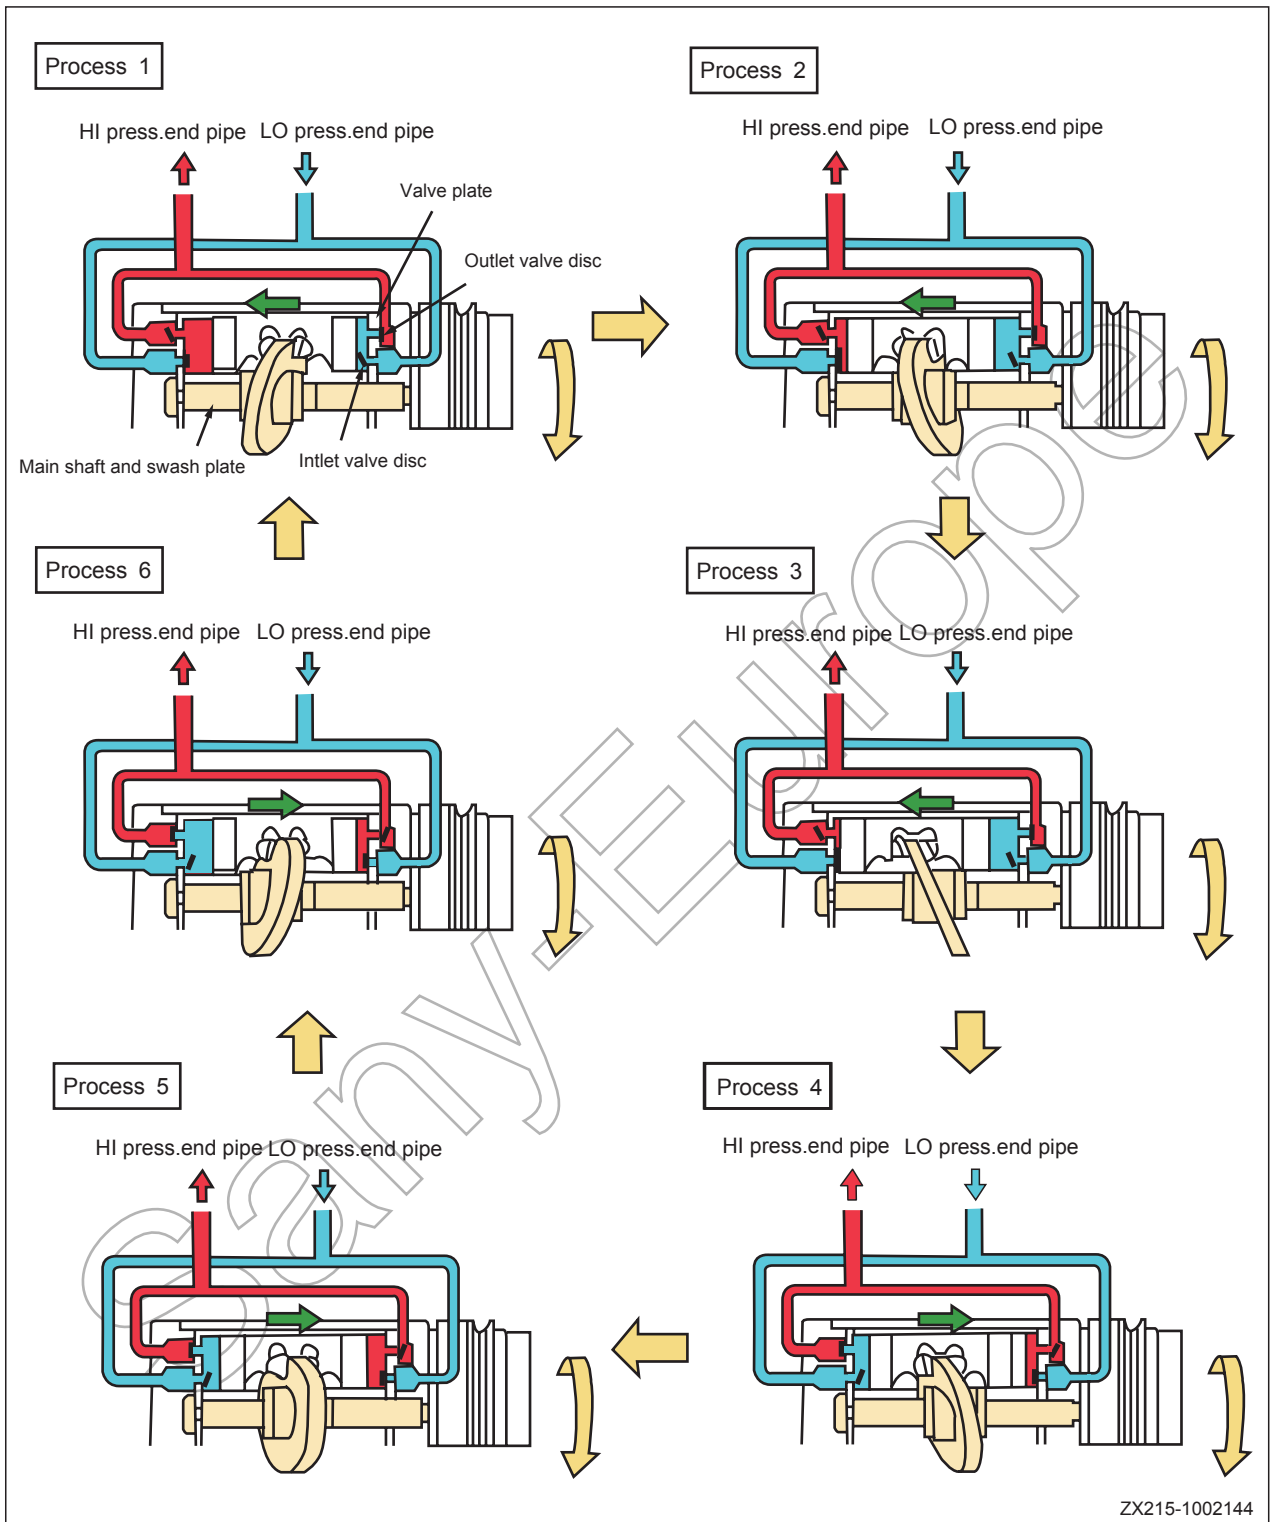 Process 1
HI press.end pipe LO press.end pipe
Valve plate
Outlet valve disc
Main shaft and swash plate
Intlet valve disc
Process 2
HI press.end pipe LO press.end pipe
Process 6
HI press.end pipe LO press.end pipe
Process 3
HI press.end pipe LO press.end pipe
Process 5
HI press.end pipe LO press.end pipe
Process 4
HI press.end pipe LO press.end pipe
Sany-Europe
ZX215-1002144